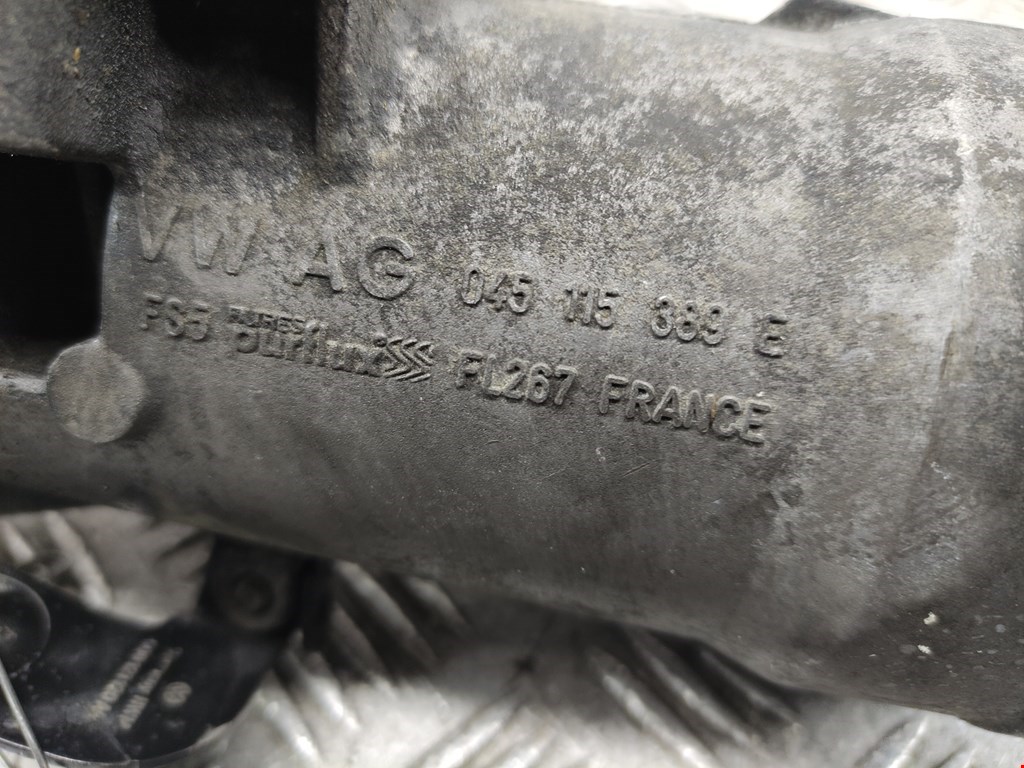 VW AG 045 115 389 E
FS5 FILTRES purflux FL267 FRANCE